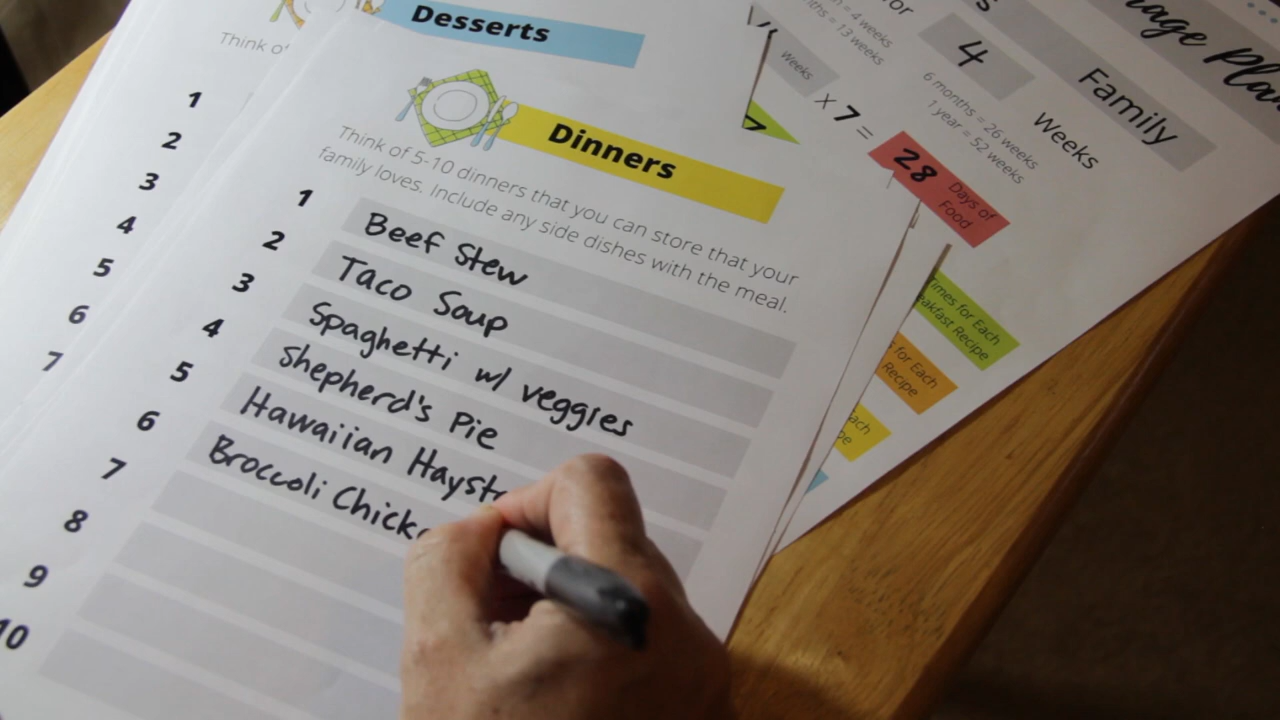 Desserts
Think o
1
2
3
4
5
6
7
Dinners
Think of 5-10 dinners that you can store that your
family loves. Include any side dishes with the meal.
1 Beef Stew
2 Taco Soup
3 Spaghetti w/ veggies
4 Shepherd's Pie
5 Hawaiian Hayst
6 Broccoli Chick
7
8
9
10
Weeks
= 4 weeks
= 13 weeks
4 Weeks
6 months = 26 weeks
1 year = 52 weeks
Family
x 7 =
28 Days of
Food
7
Times for Each
Recipe
for Each
Recipe